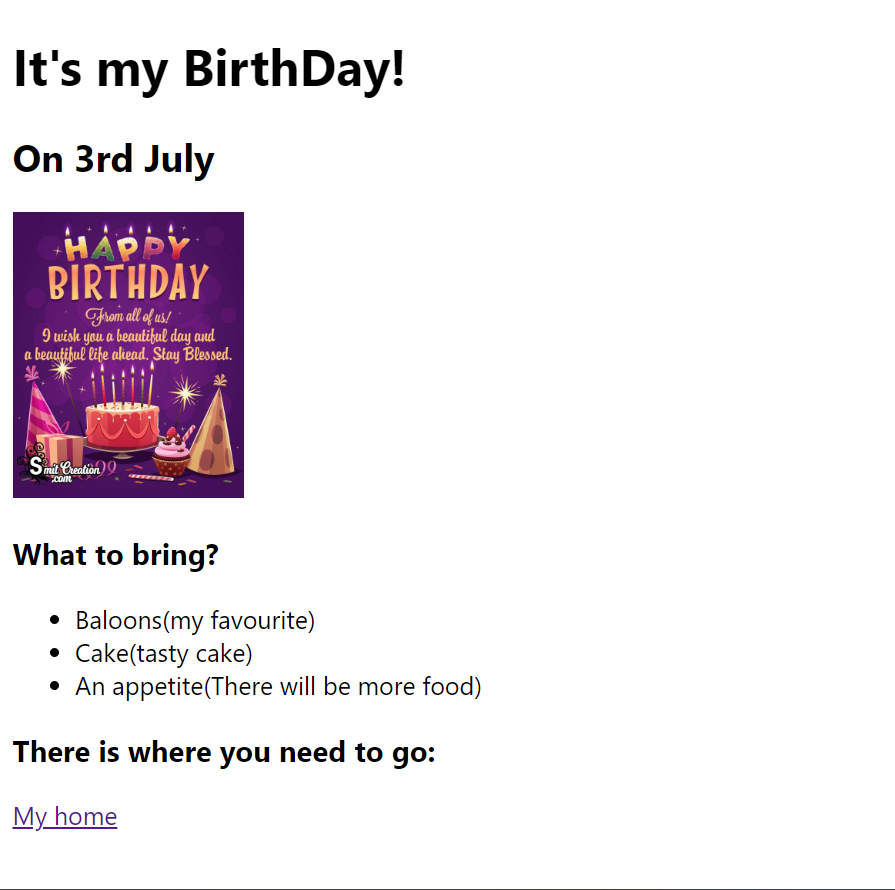 It's my BirthDay!
On 3rd July
HAPPY
BIRTHDAY
From all of us!
I wish you a beautiful day and
a beautiful life ahead. Stay Blessed.
Smit Creation
.com
What to bring?
Baloons(my favourite)
Cake(tasty cake)
An appetite(There will be more food)
There is where you need to go:
My home